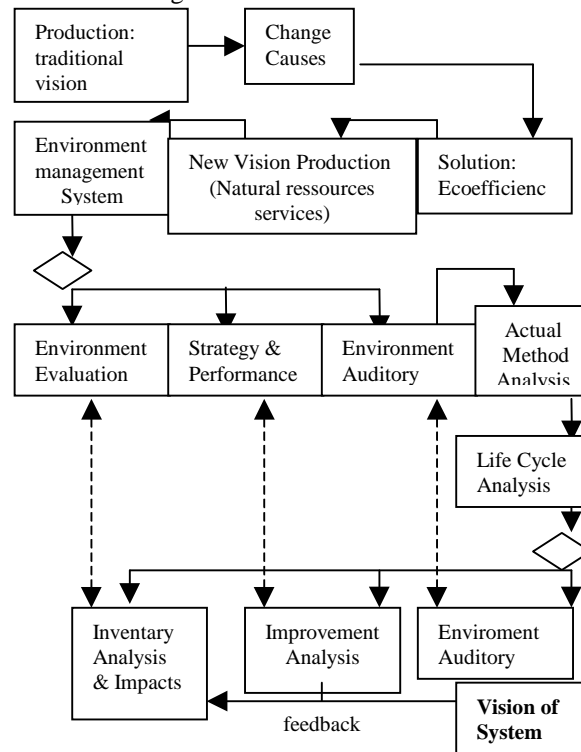 Production:
traditional
vision
Change
Causes
Environment
management
System
New Vision Production
(Natural ressources
services)
Solution:
Ecoefficienc
Environment
Evaluation
Strategy &
Performance
Environment
Auditory
Actual
Method
Analysis
Life Cycle
Analysis
Inventary
Analysis
& Impacts
Improvement
Analysis
Enviroment
Auditory
feedback
Vision of
System